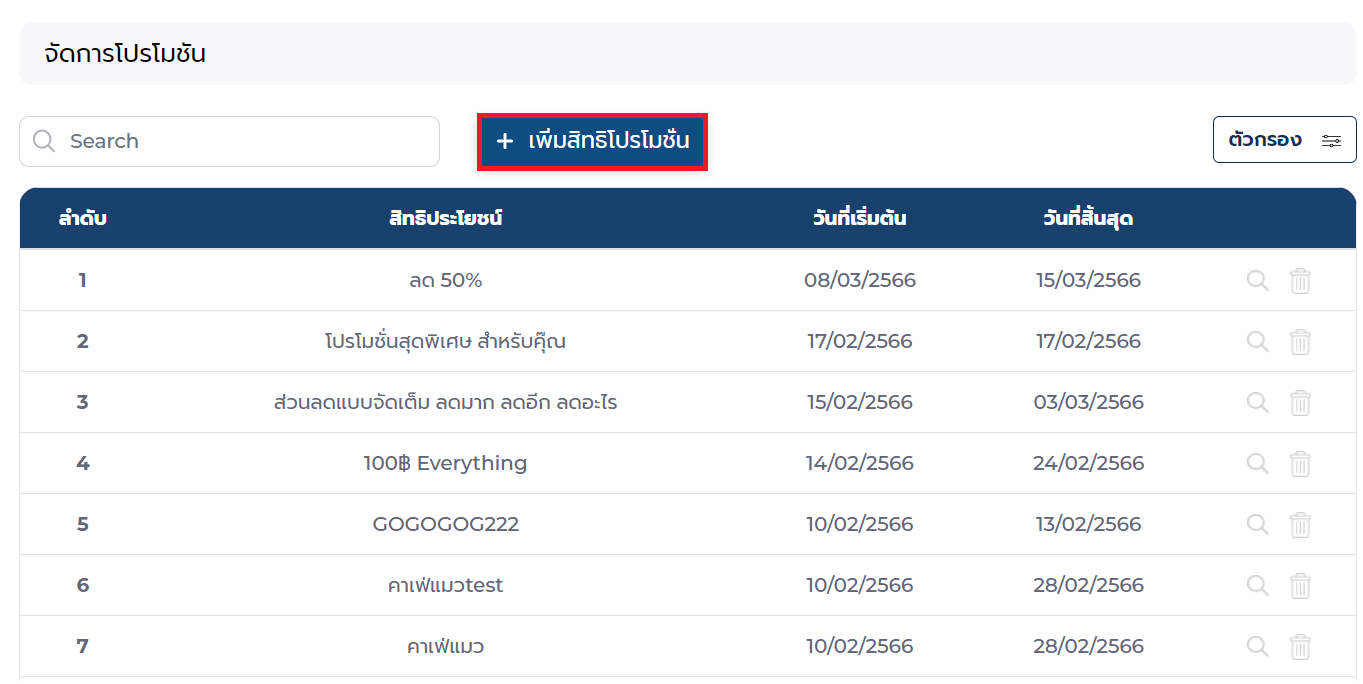 จัดการโปรโมชัน
Search
+ เพิ่มสิทธิโปรโมชั่น
ตัวกรอง
ลำดับ สิทธิประโยชน์ วันที่เริ่มต้น วันที่สิ้นสุด
1 ลด 50% 08/03/2566 15/03/2566
2 โปรโมชั่นสุดพิเศษ สำหรับคุ๊ณ 17/02/2566 17/02/2566
3 ส่วนลดแบบจัดเต็ม ลดมาก ลดอีก ลดอะไร 15/02/2566 03/03/2566
4 100฿ Everything 14/02/2566 24/02/2566
5 GOGOGOG222 10/02/2566 13/02/2566
6 คาเฟ่แมวtest 10/02/2566 28/02/2566
7 คาเฟ่แมว 10/02/2566 28/02/2566